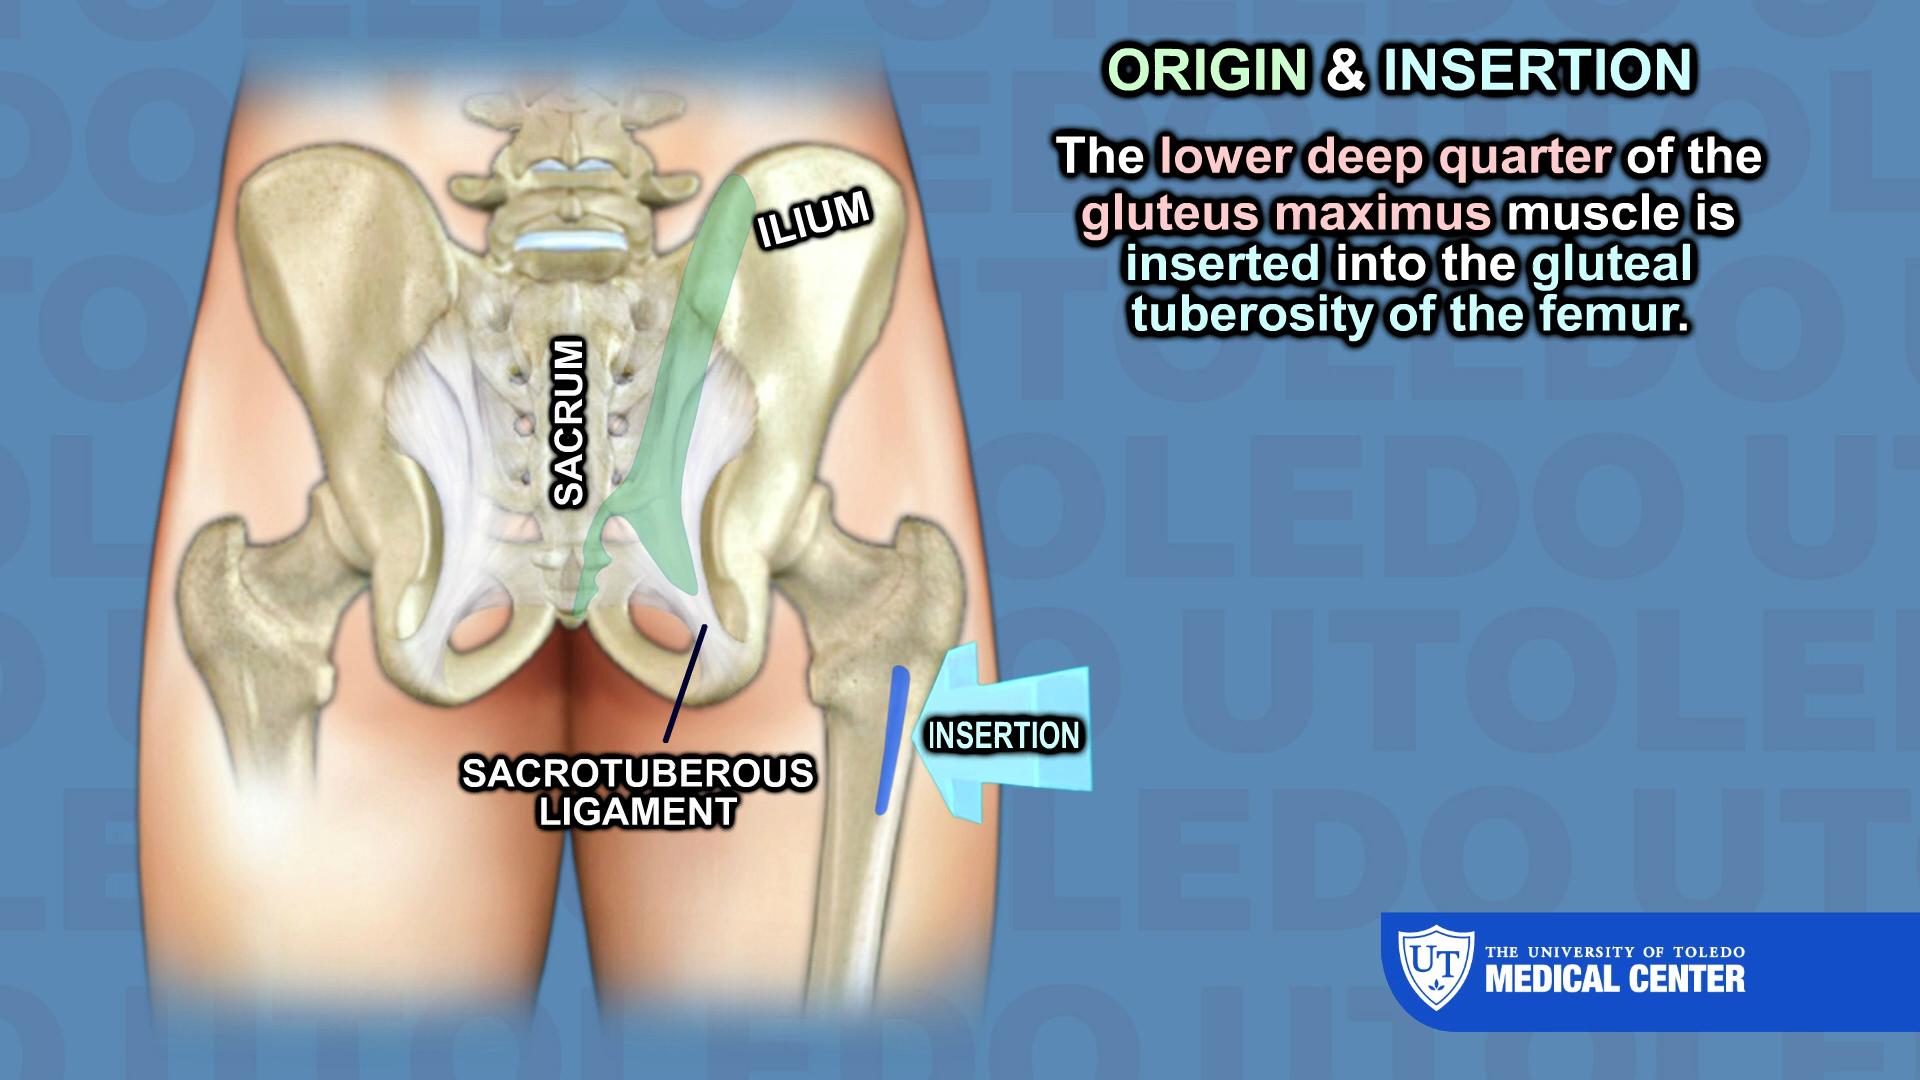 ORIGIN & INSERTION
The lower deep quarter of the
gluteus maximus muscle is
inserted into the gluteal
tuberosity of the femur.
ILIUM
SACRUM
INSERTION
SACROTUBEROUS
LIGAMENT
UT
THE UNIVERSITY OF TOLEDO
MEDICAL CENTER